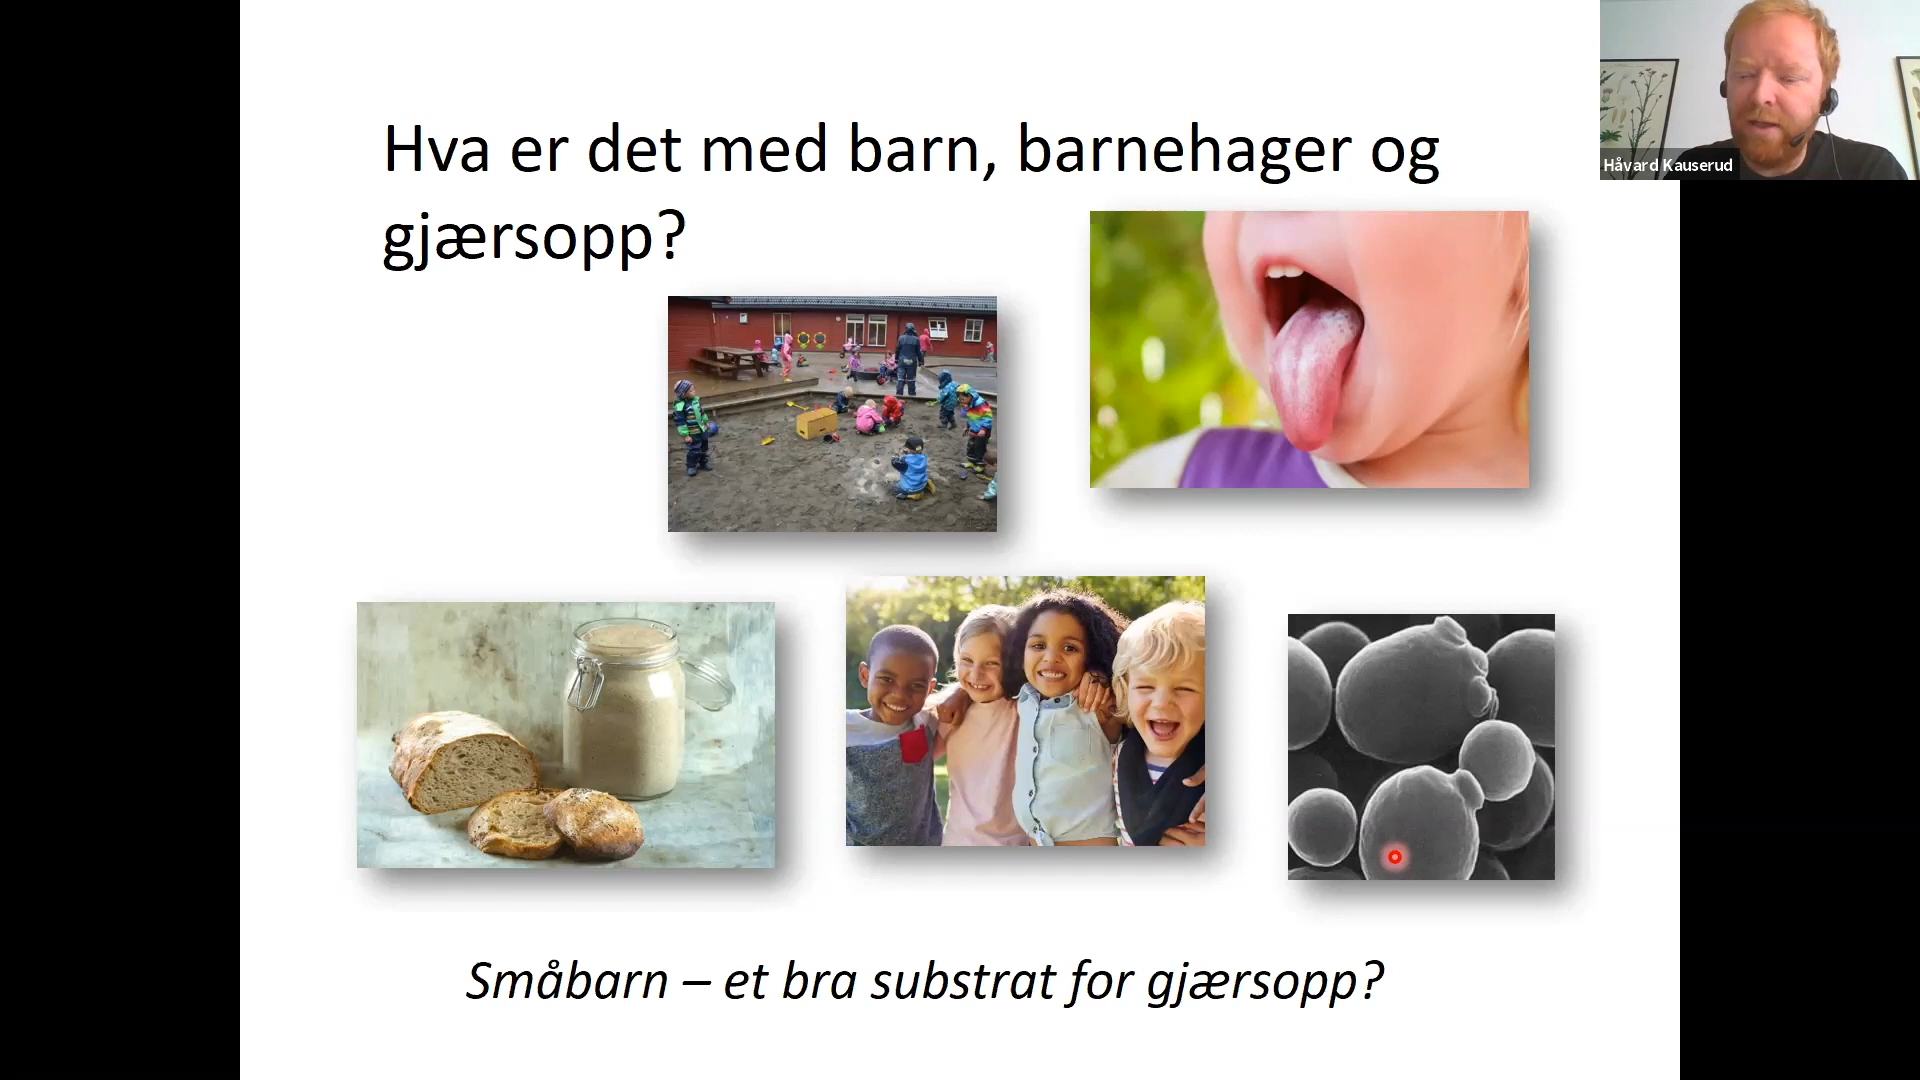 Hva er det med barn, barnehager og
gjærsopp?
Håvard Kauserud
Småbarn – et bra substrat for gjærsopp?